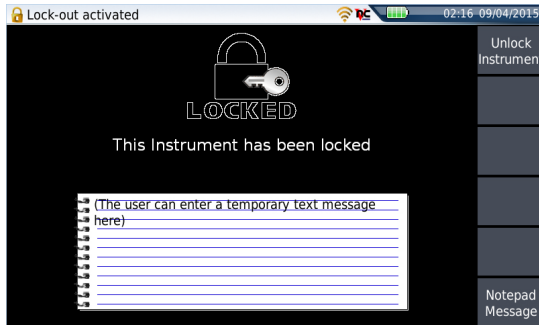 Lock-out activated
02:16 09/04/2015
Unlock
Instrument
LOCKED
This Instrument has been locked
(The user can enter a temporary text message
here)
Notepad
Message